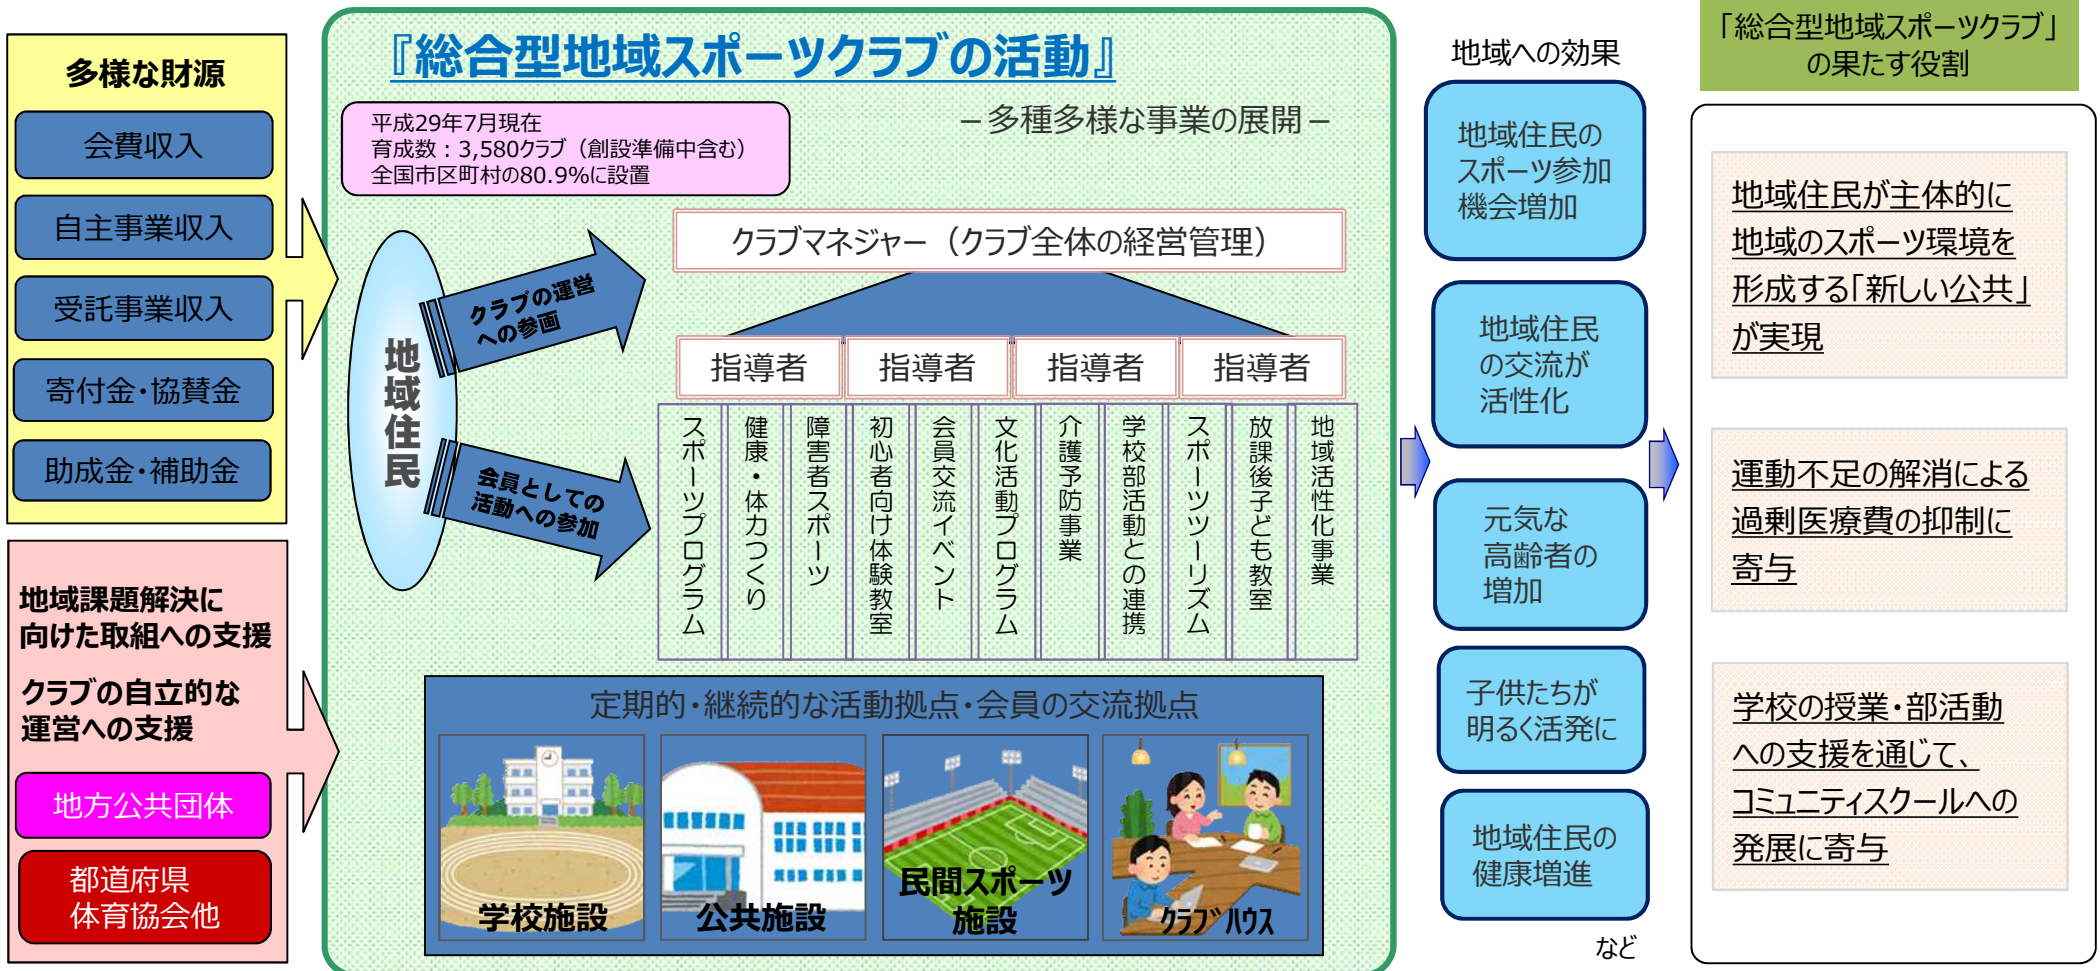 多様な財源
会費収入
自主事業収入
受託事業収入
寄付金・協賛金
助成金・補助金
地域課題解決に
向けた取組への支援
クラブの自立的な
運営への支援
地方公共団体
都道府県
体育協会他
『総合型地域スポーツクラブの活動』
－多種多様な事業の展開－
平成29年7月現在
育成数：3,580クラブ（創設準備中含む）
全国市区町村の80.9%に設置
地域住民
クラブの運営
への参画
会員としての
活動への参加
クラブマネジャー（クラブ全体の経営管理）
指導者
指導者
指導者
指導者
スポーツプログラム
健康・体力つくり
障害者スポーツ
初心者向け体験教室
会員交流イベント
文化活動プログラム
介護予防事業
学校部活動との連携
スポーツツーリズム
放課後子ども教室
地域活性化事業
定期的・継続的な活動拠点・会員の交流拠点
学校施設
公共施設
民間スポーツ
施設
クラブハウス
地域への効果
地域住民の
スポーツ参加
機会増加
地域住民
の交流が
活性化
元気な
高齢者の
増加
子供たちが
明るく活発に
地域住民の
健康増進
など
「総合型地域スポーツクラブ」
の果たす役割
地域住民が主体的に
地域のスポーツ環境を
形成する「新しい公共」
が実現
運動不足の解消による
過剰医療費の抑制に
寄与
学校の授業・部活動
への支援を通じて、
コミュニティスクールへの
発展に寄与